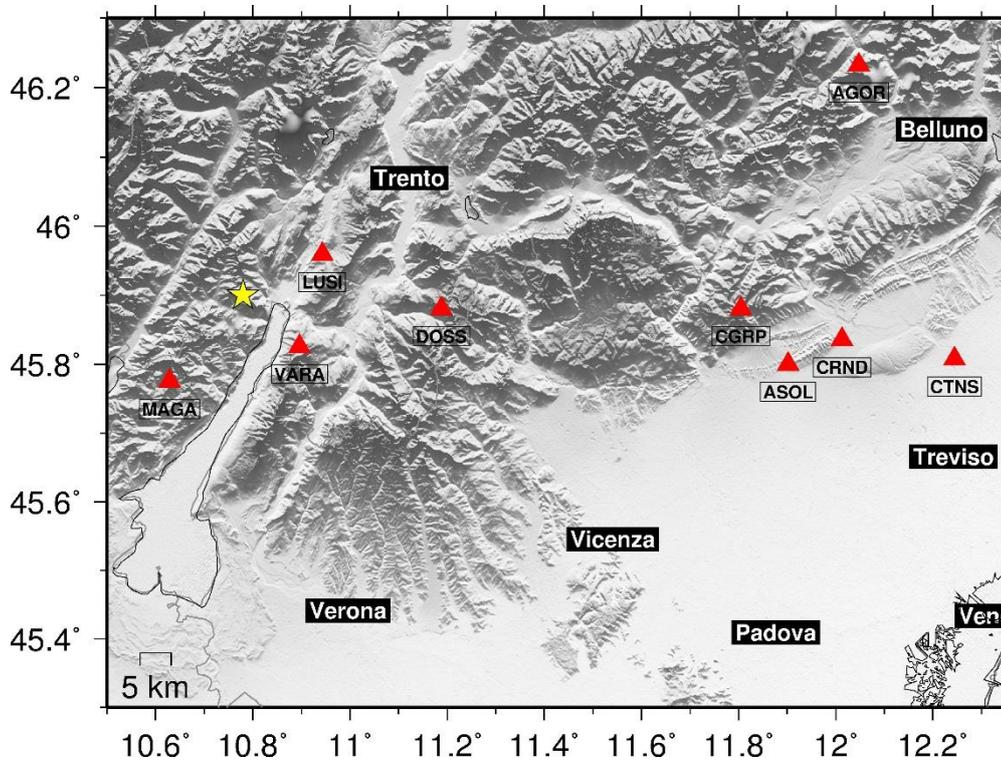 46.2°
AGOR
Belluno
Trento
46°
LUSI
DOSS
CGRP
45.8°
VARA
CRND
ASOL
CTNS
MAGA
Treviso
45.6°
Vicenza
Verona
Padova
Ven
45.4°
5 km
10.6° 10.8° 11° 11.2° 11.4° 11.6° 11.8° 12° 12.2°